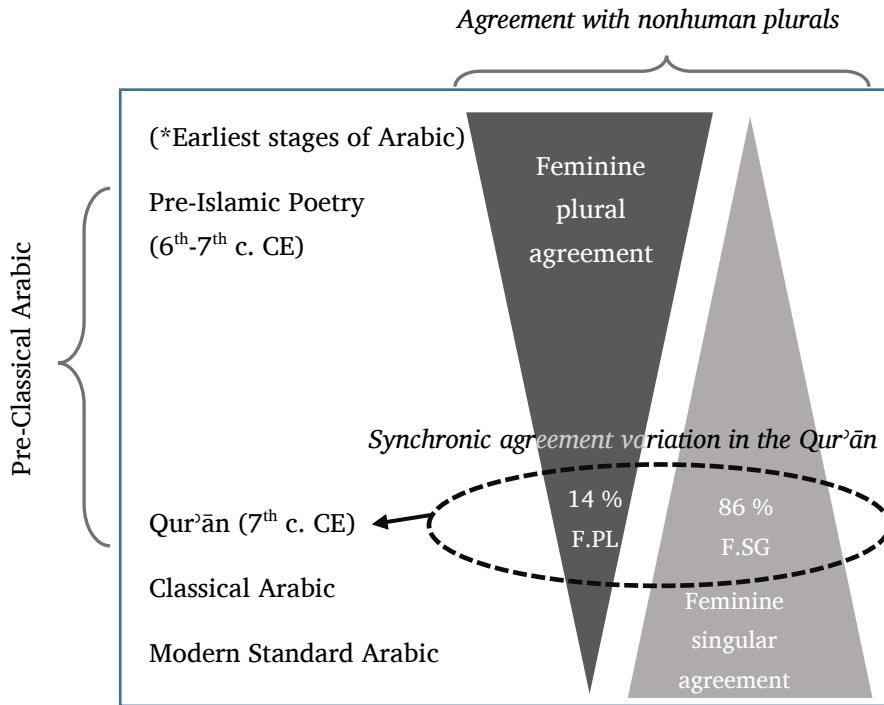 Agreement with nonhuman plurals
(*Earliest stages of Arabic)
Pre-Islamic Poetry
(6th-7th c. CE)
Feminine
plural
agreement
Pre-Classical Arabic
Synchronic agreement variation in the Qurʾān
Qurʾān (7th c. CE)
14 %
F.PL
86 %
F.SG
Classical Arabic
Modern Standard Arabic
Feminine
singular
agreement